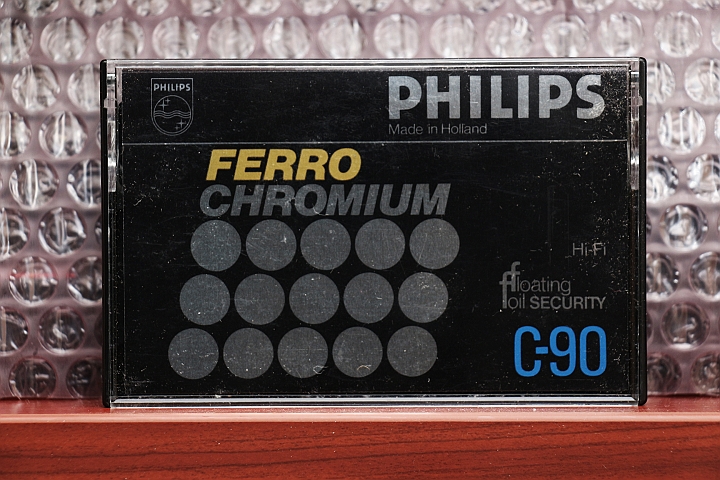 PHILIPS
PHILIPS
Made in Holland
FERRO
CHROMIUM
Hi-Fi
floating
foil SECURITY
C-90